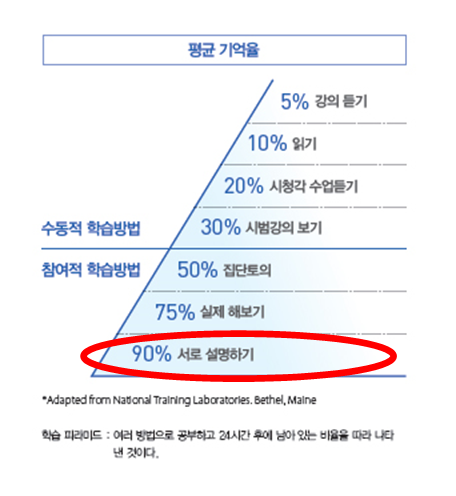 평균 기억율
5% 강의 듣기
10% 읽기
20% 시청각 수업듣기
수동적 학습방법 30% 시범강의 보기
참여적 학습방법 50% 집단토의
75% 실제 해보기
90% 서로 설명하기
*Adapted from National Training Laboratories. Bethel, Maine
학습 피라미드 : 여러 방법으로 공부하고 24시간 후에 남아 있는 비율을 따라 나타
낸 것이다.